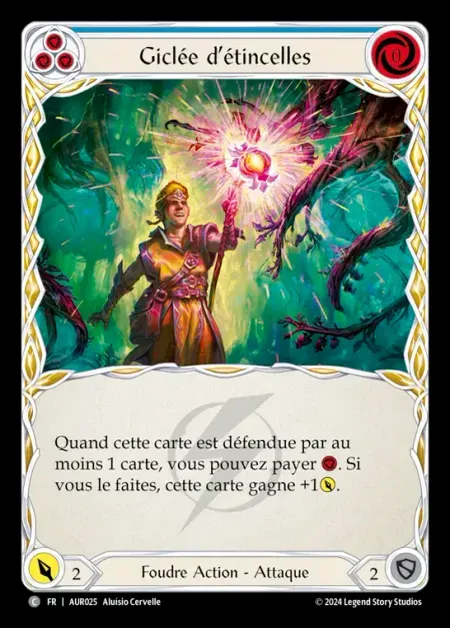 Giclée d'étincelles
0
Quand cette carte est défendue par au
moins 1 carte, vous pouvez payer . Si
vous le faites, cette carte gagne +1.
2
Foudre Action - Attaque
2
C FR | AUR025 Aluisio Cervelle
© 2024 Legend Story Studios